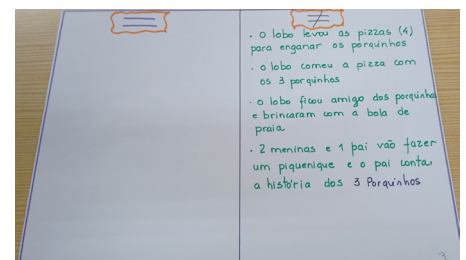 · O lobo levou as pizzas (4)
para enganar os porquinhos
· O lobo comeu a pizza com
os 3 porquinhos
· O lobo ficou amigo dos porquinhos
e brincaram com a bola de
praia
· 2 meninas e 1 pai vão fazer
um piquenique e o pai conta
a história dos 3 Porquinhos
3